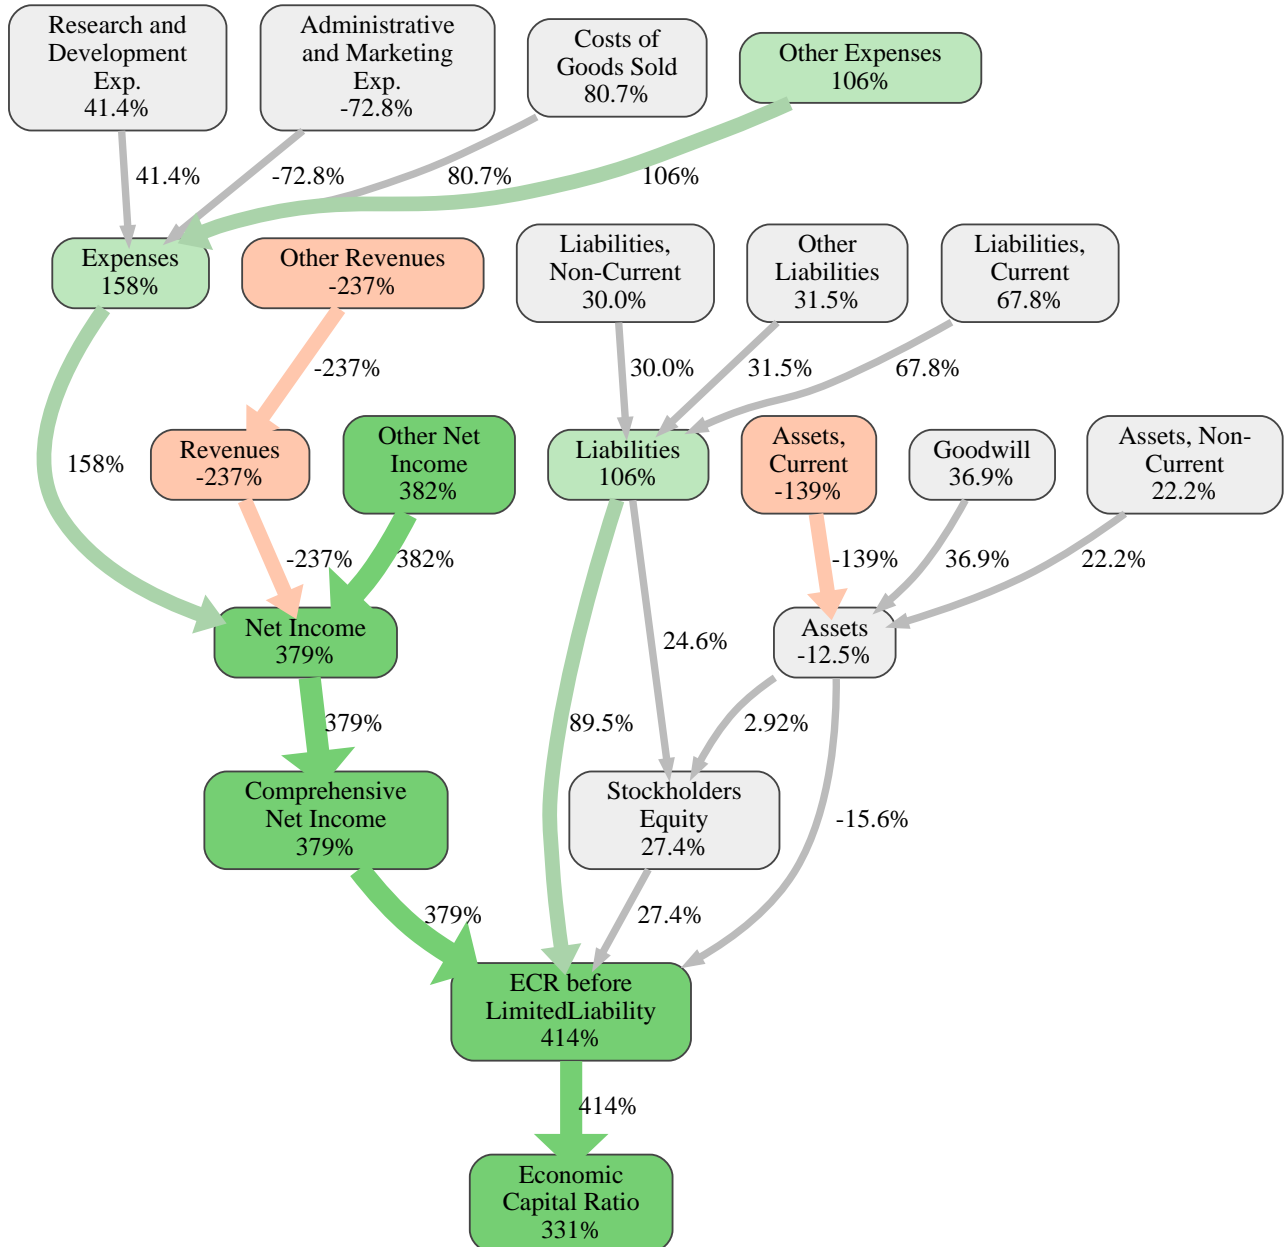 Research and
Development
Exp.
41.4%
Administrative
and Marketing
Exp.
-72.8%
Costs of
Goods Sold
80.7%
Other Expenses
106%
41.4%
-72.8%
80.7%
106%
Expenses
158%
Other Revenues
-237%
Liabilities,
Non-Current
30.0%
Other
Liabilities
31.5%
Liabilities,
Current
67.8%
-237%
30.0%
31.5%
67.8%
158%
Revenues
-237%
Other Net
Income
382%
Liabilities
106%
Assets,
Current
-139%
Goodwill
36.9%
Assets, Non-
Current
22.2%
-237%
382%
-139%
36.9%
22.2%
Net Income
379%
24.6%
Assets
-12.5%
379%
89.5%
2.92%
Comprehensive
Net Income
379%
Stockholders
Equity
27.4%
-15.6%
379%
27.4%
ECR before
LimitedLiability
414%
414%
Economic
Capital Ratio
331%